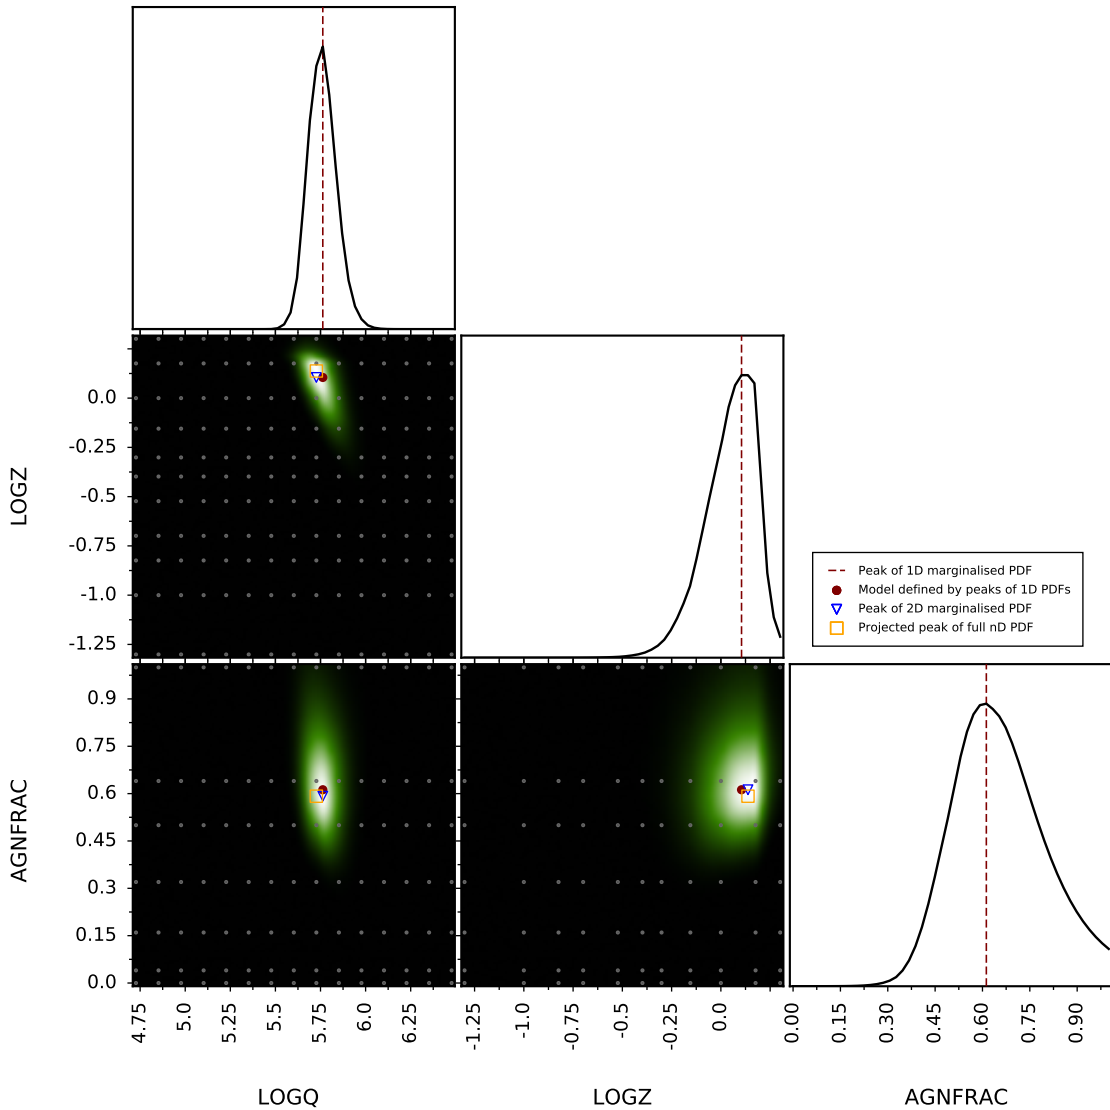 0.0
-0.25
-0.5
-0.75
-1.0
-1.25
LOGZ
Peak of 1D marginalised PDF
Model defined by peaks of 1D PDFs
Peak of 2D marginalised PDF
Projected peak of full nD PDF
0.9
0.75
0.6
0.45
0.3
0.15
0.0
AGNFRAC
4.75 5.0 5.25 5.5 5.75 6.0 6.25
-1.25 -1.0 -0.75 -0.5 -0.25 0.0
0.00 0.15 0.30 0.45 0.60 0.75 0.90
LOGQ LOGZ AGNFRAC